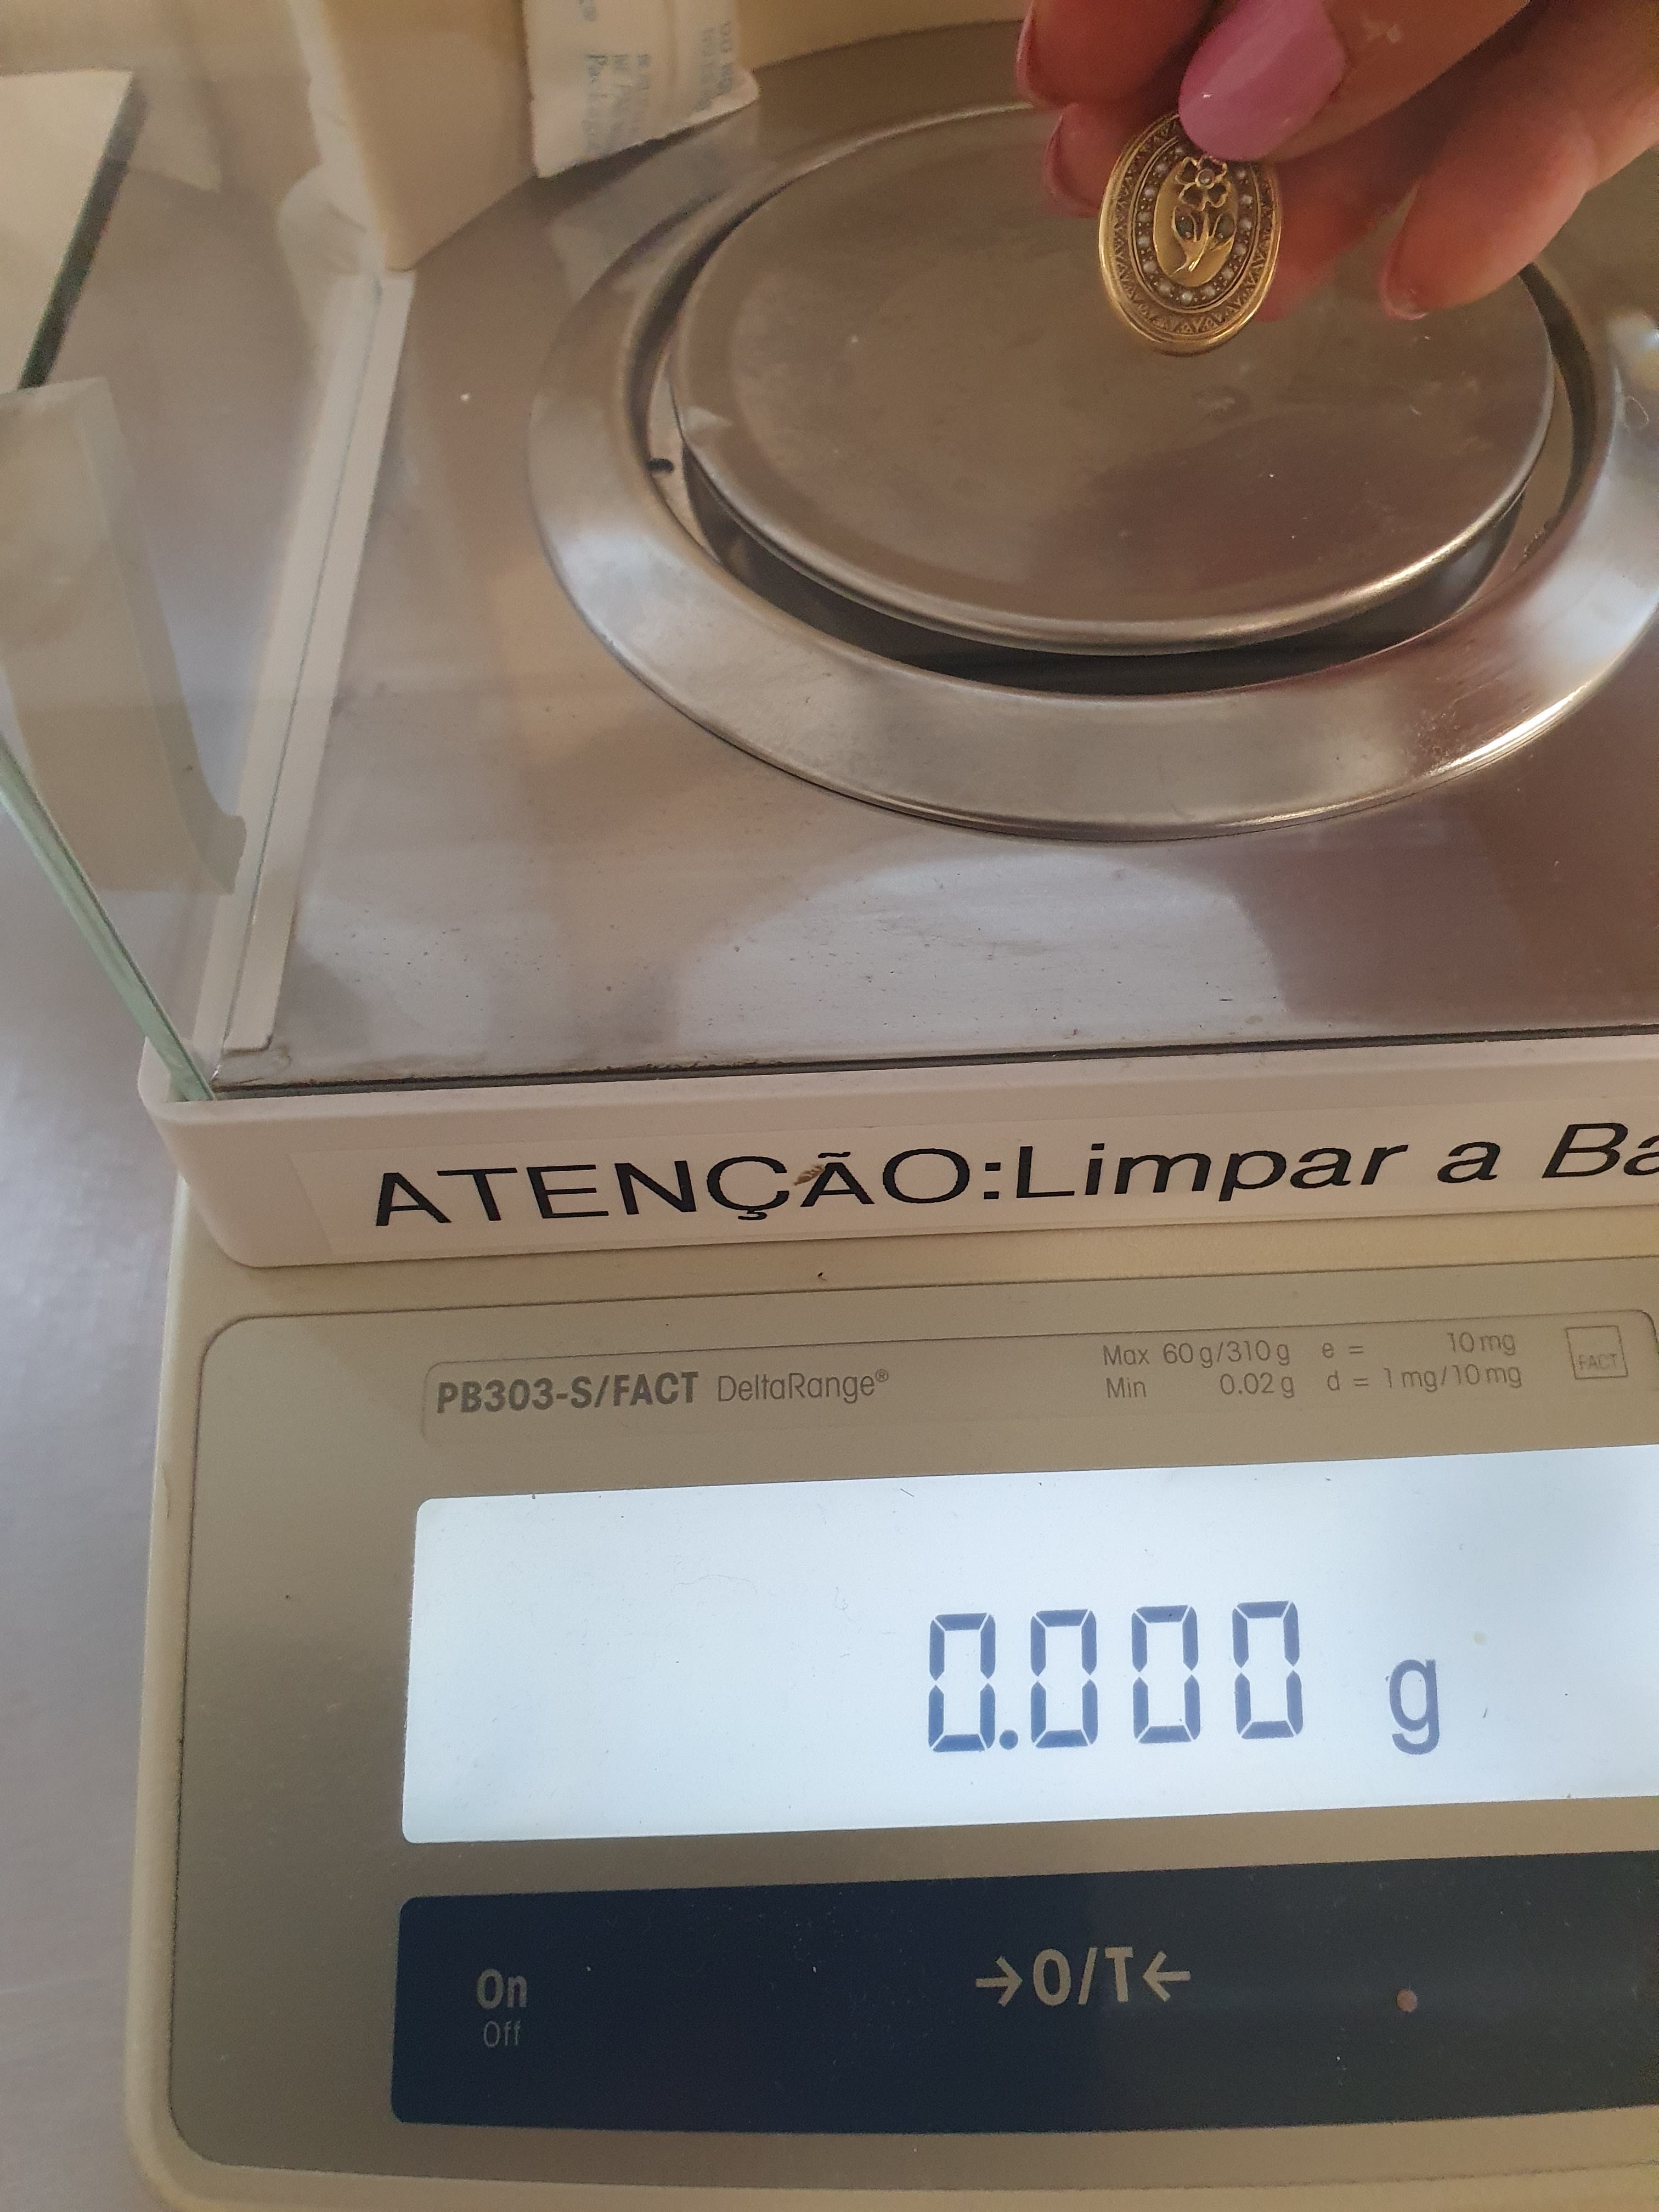 ATENÇÃO:Limpar a Ba
PB303-S/FACT DeltaRange®
Max 60g/310g e = 10mg
Min 0.02g d = 1mg/10mg
FACT
0.000 g
On
Off
→0/T←